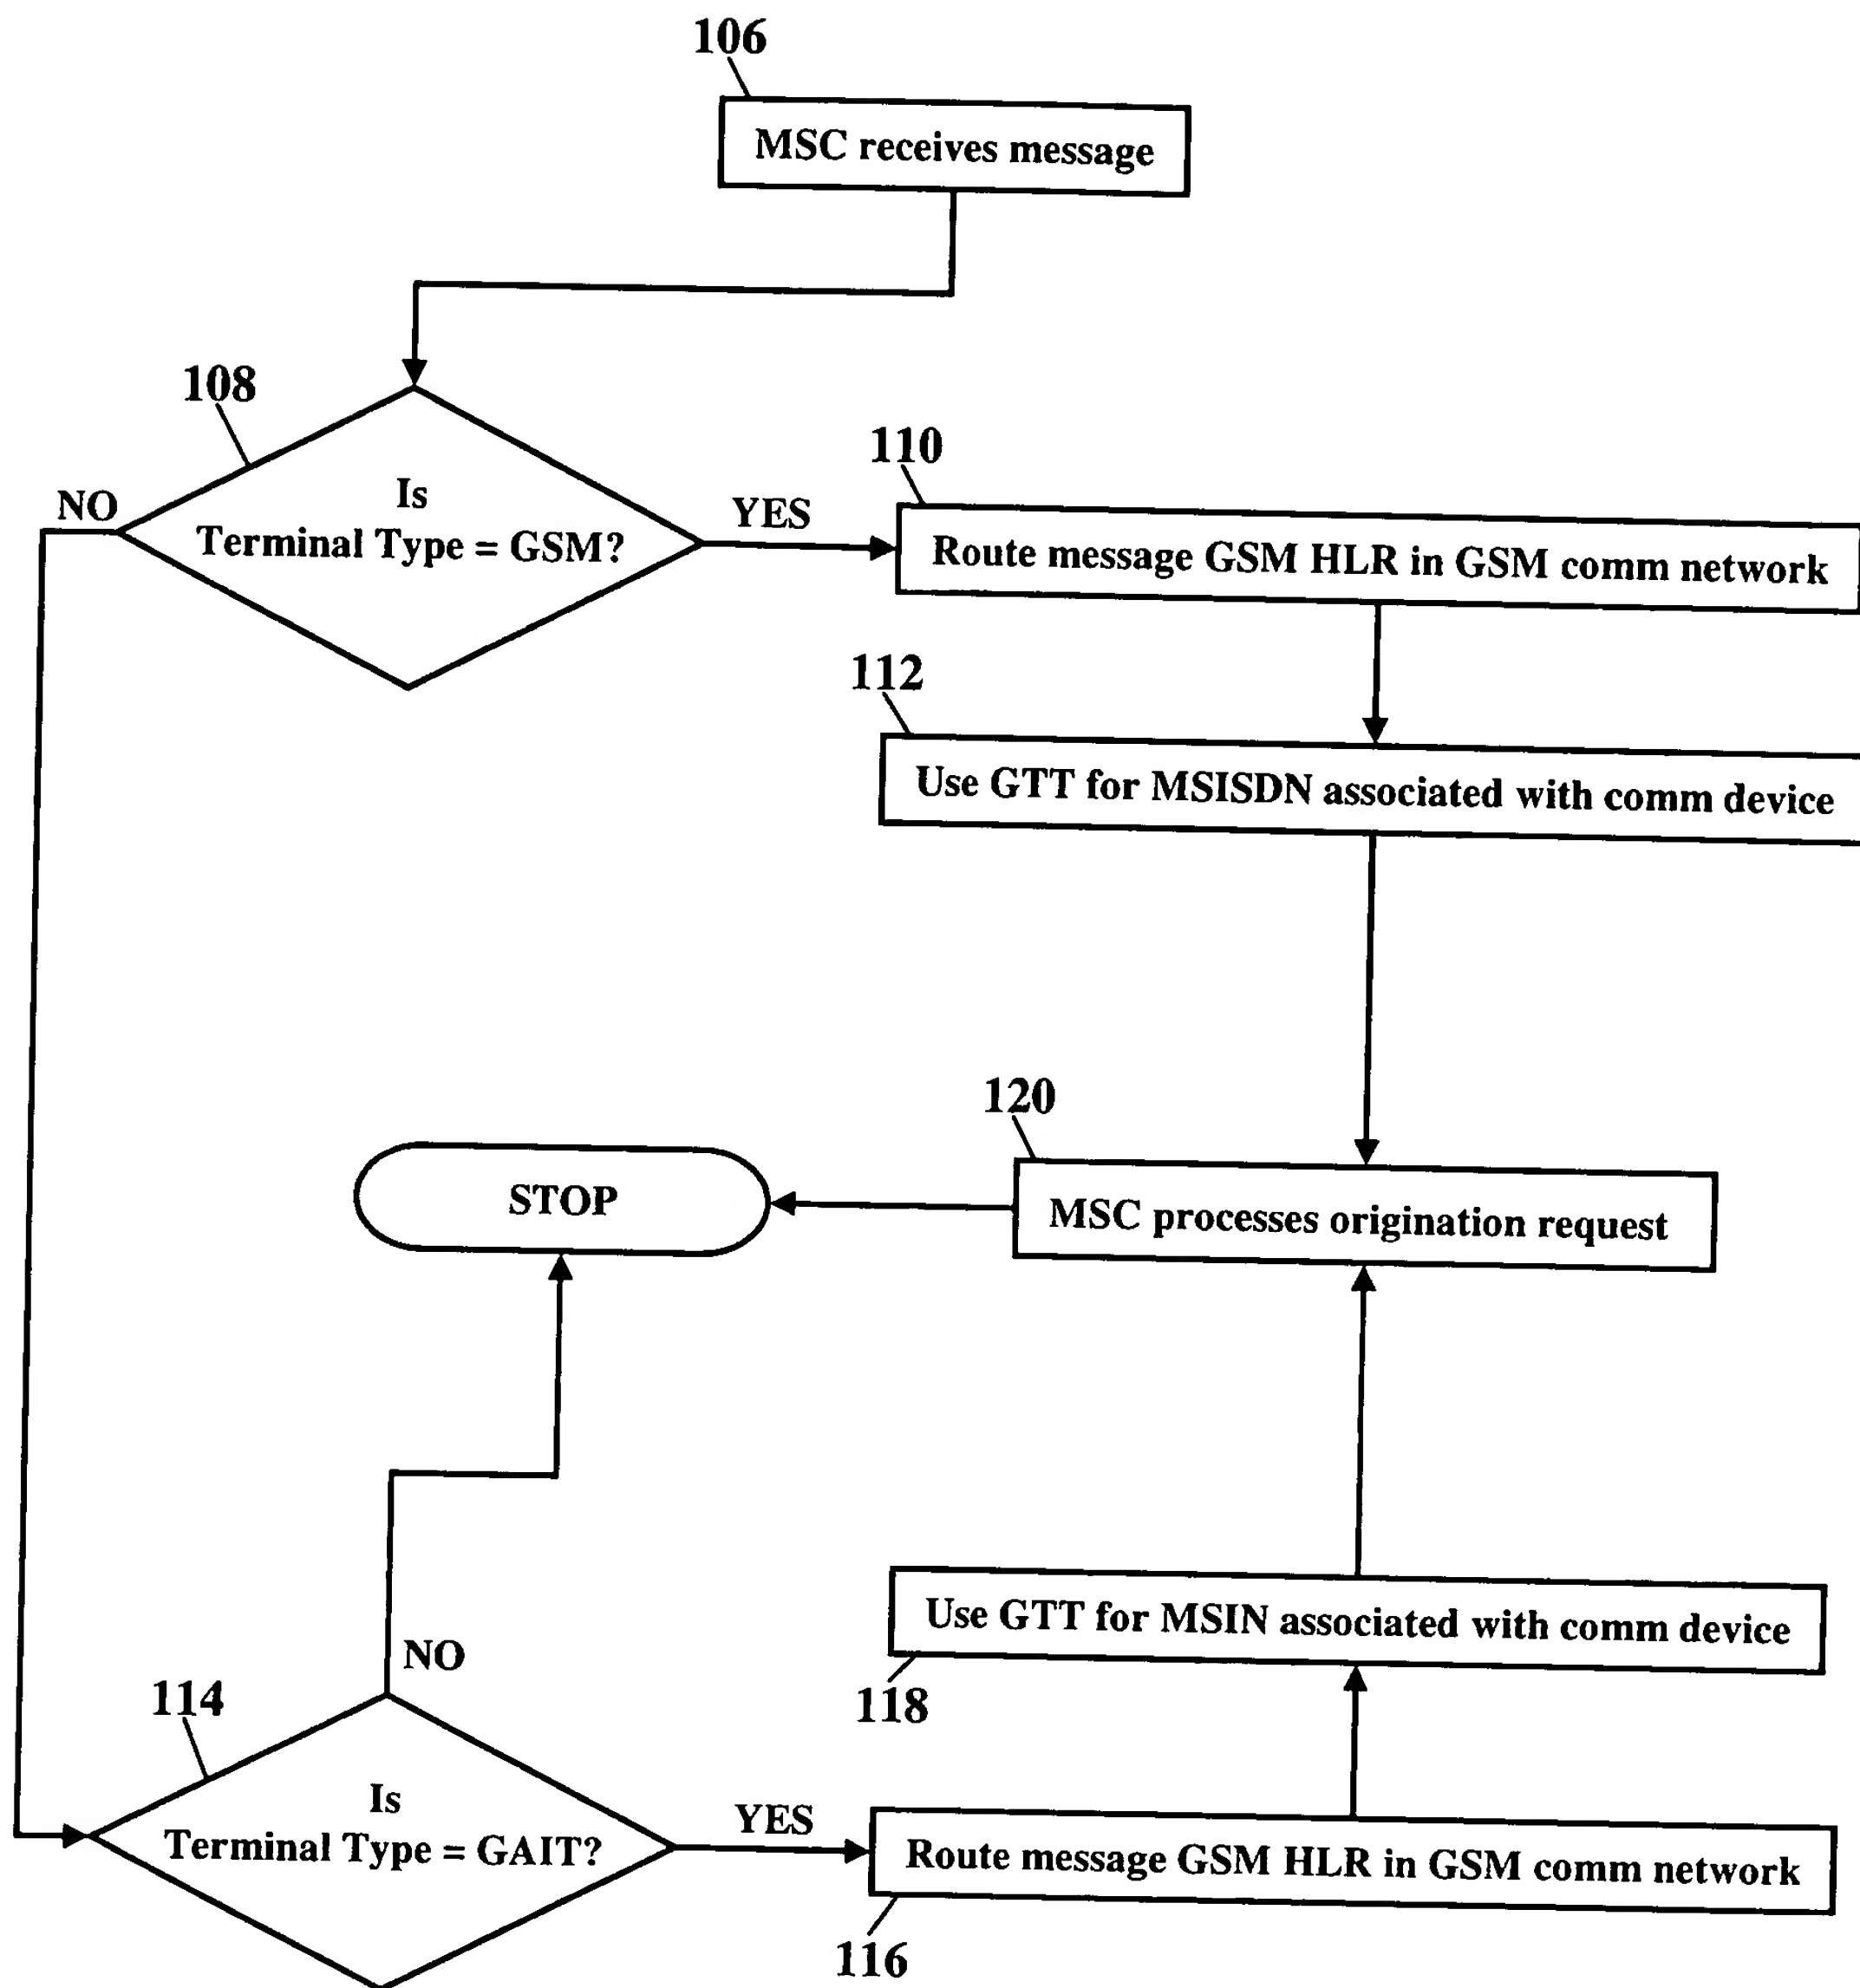 106
MSC receives message
108
Is
Terminal Type = GSM?
NO
YES
110
Route message GSM HLR in GSM comm network
112
Use GTT for MSISDN associated with comm device
120
MSC processes origination request
STOP
NO
114
Is
Terminal Type = GAIT?
YES
Use GTT for MSIN associated with comm device
118
Route message GSM HLR in GSM comm network
116